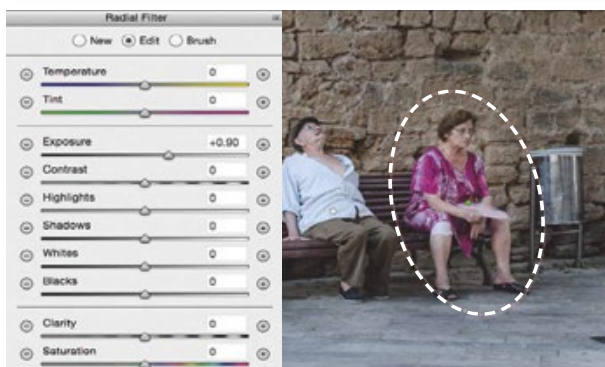 Radial Filter
New Edit Brush
Temperature 0
Tint 0
Exposure +0.90
Contrast 0
Highlights 0
Shadows 0
Whites 0
Blacks 0
Clarity 0
Saturation 0